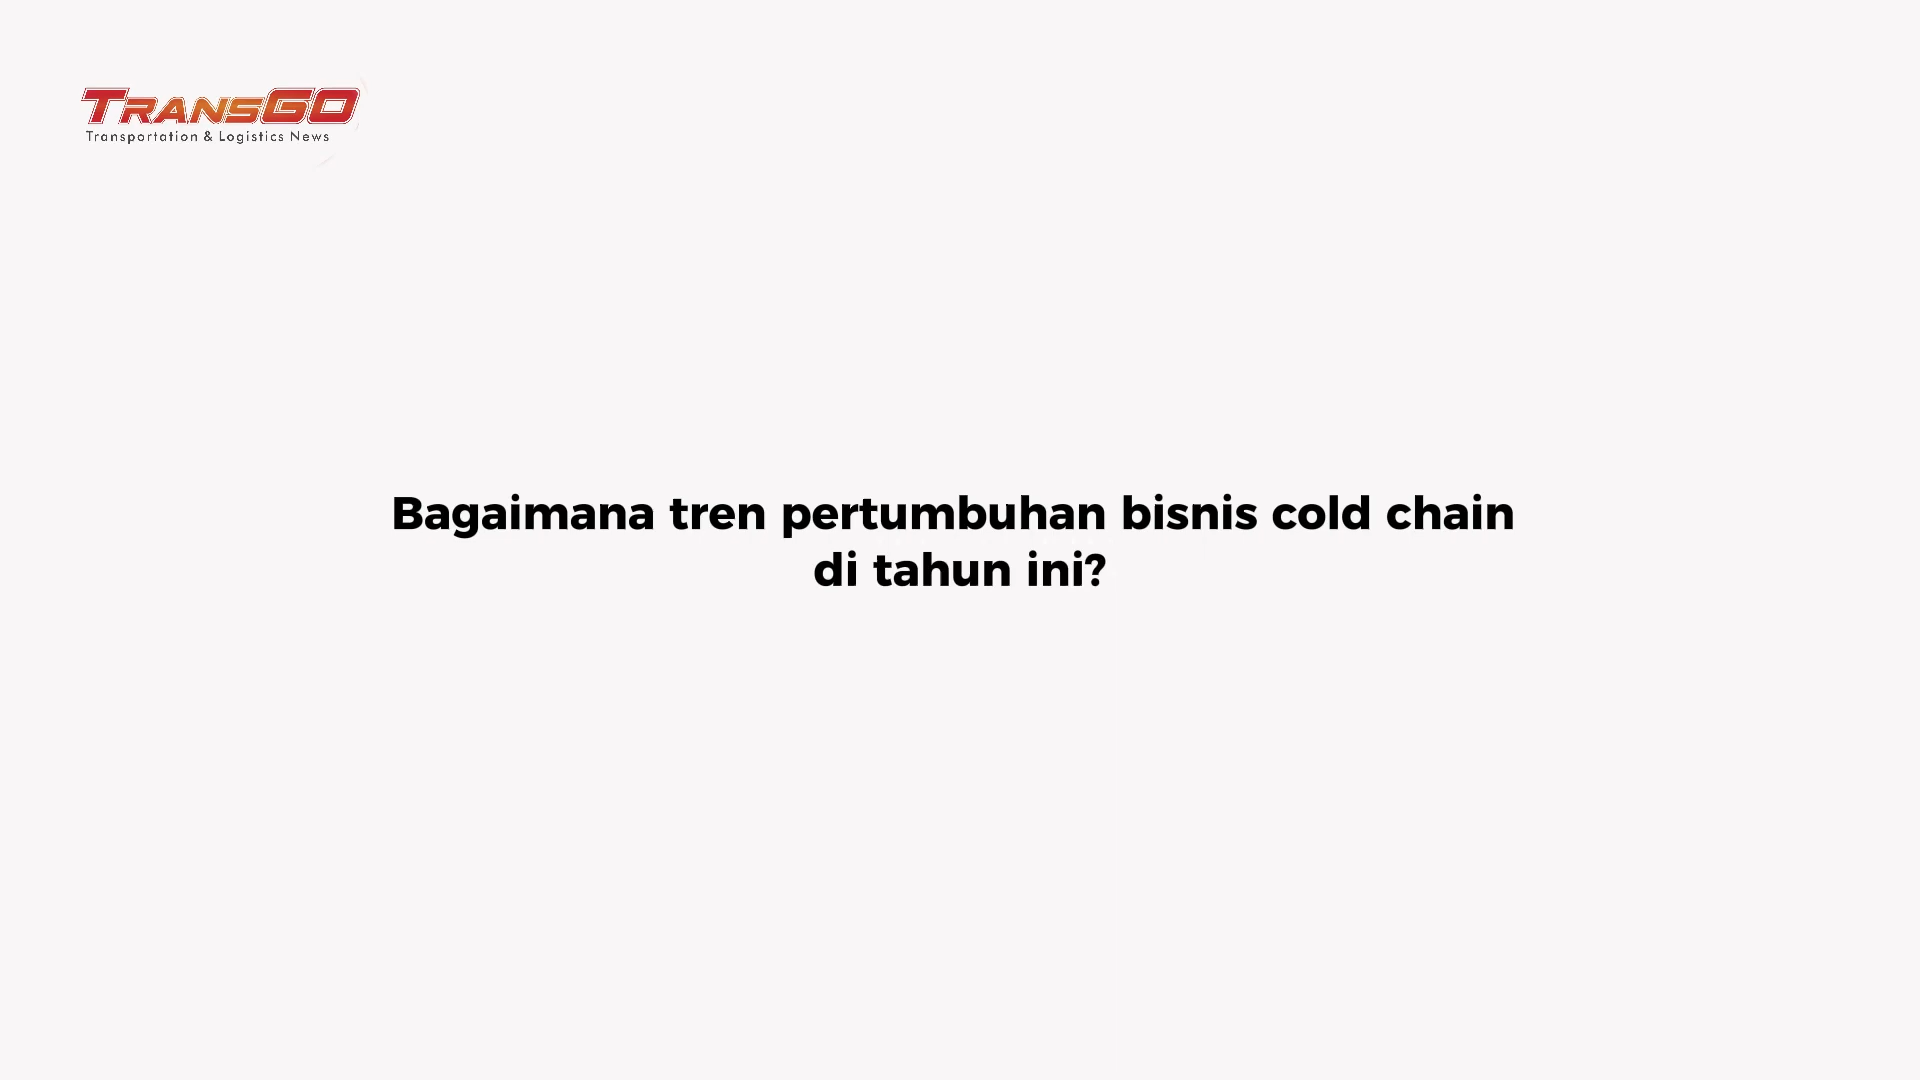 TRANSGO
Transportation & Logistics News
Bagaimana tren pertumbuhan bisnis cold chain
di tahun ini?